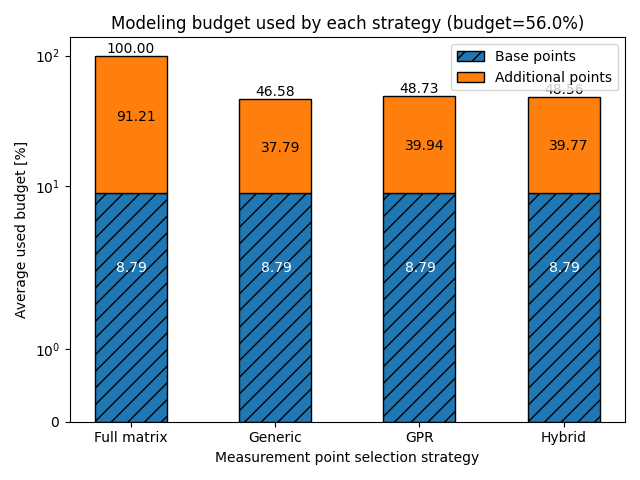 Modeling budget used by each strategy (budget=56.0%)
Base points
Additional points
100.00
46.58
48.73
48.56
91.21
37.79
39.94
39.77
8.79
8.79
8.79
8.79
10²
10¹
10⁰
0
Average used budget [%]
Full matrix
Generic
GPR
Hybrid
Measurement point selection strategy